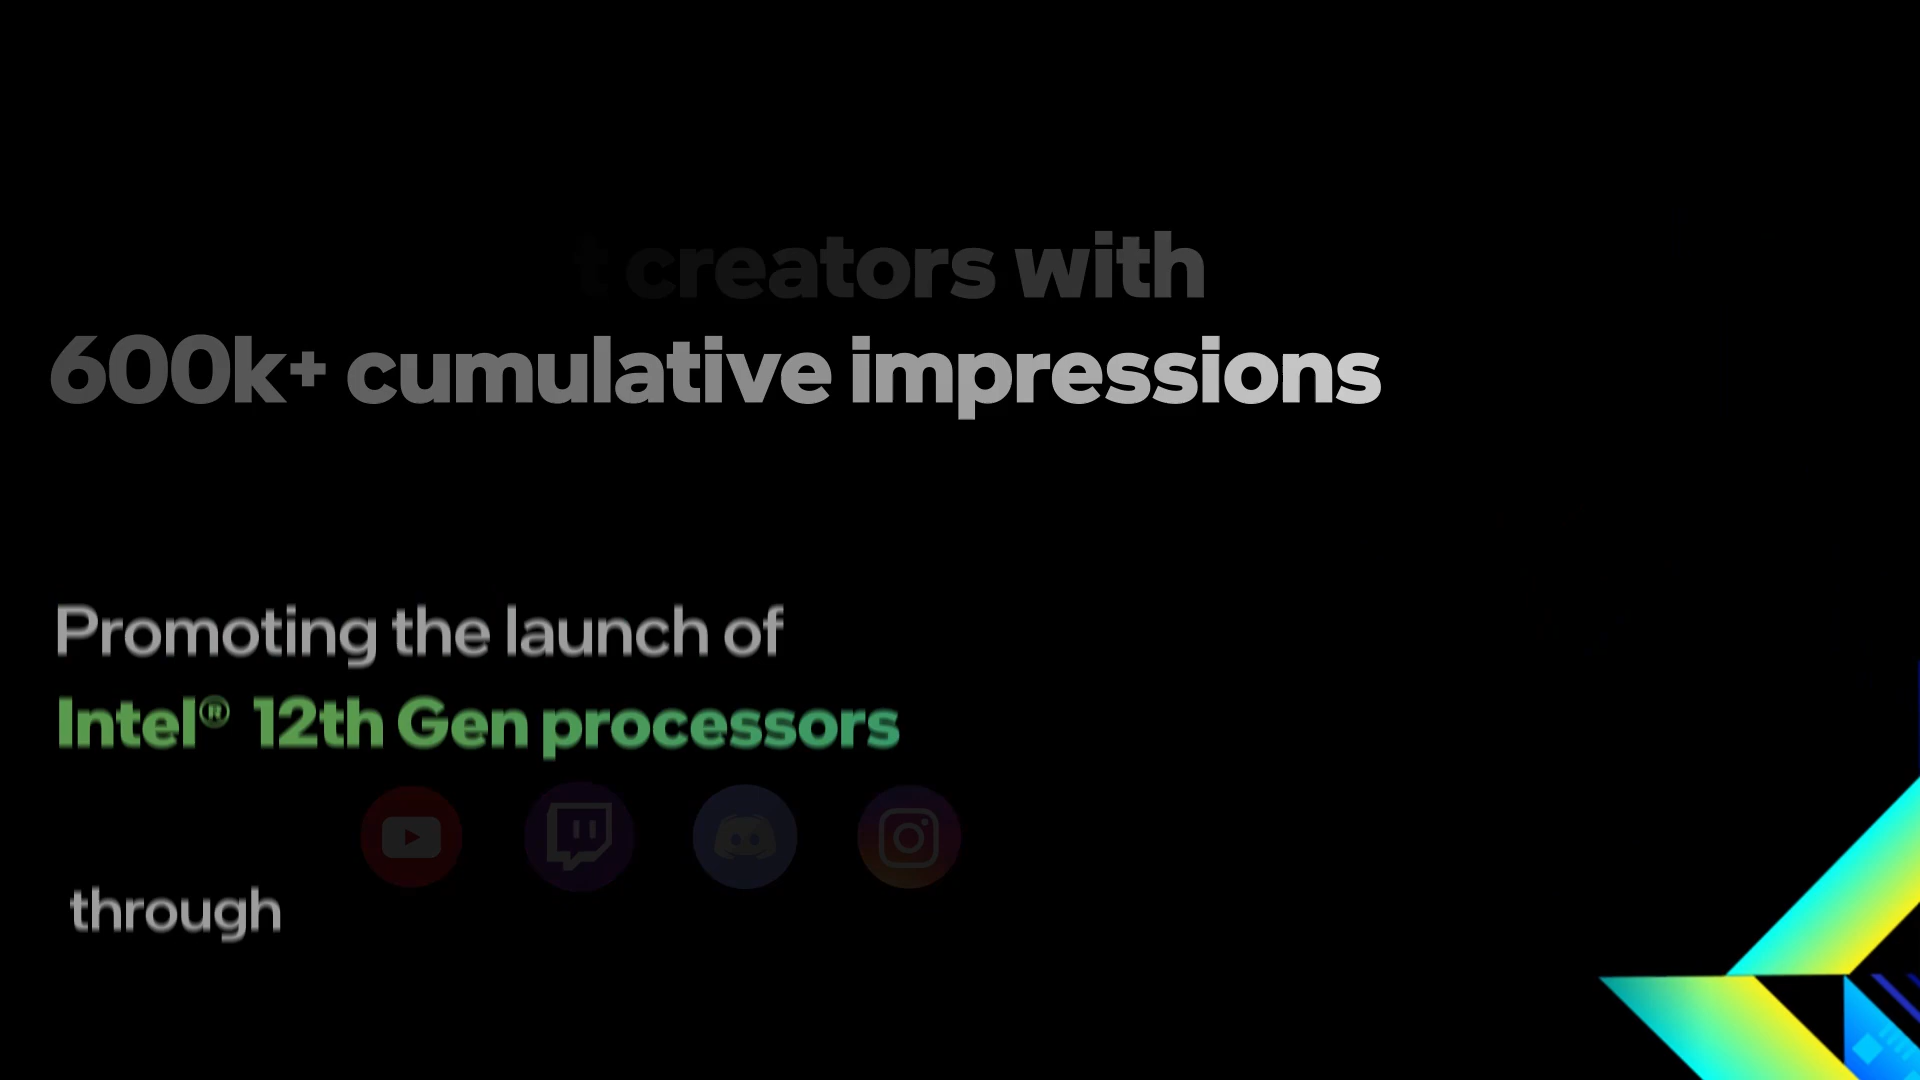 creators with
600k+ cumulative impressions
Promoting the launch of
Intel® 12th Gen processors
through